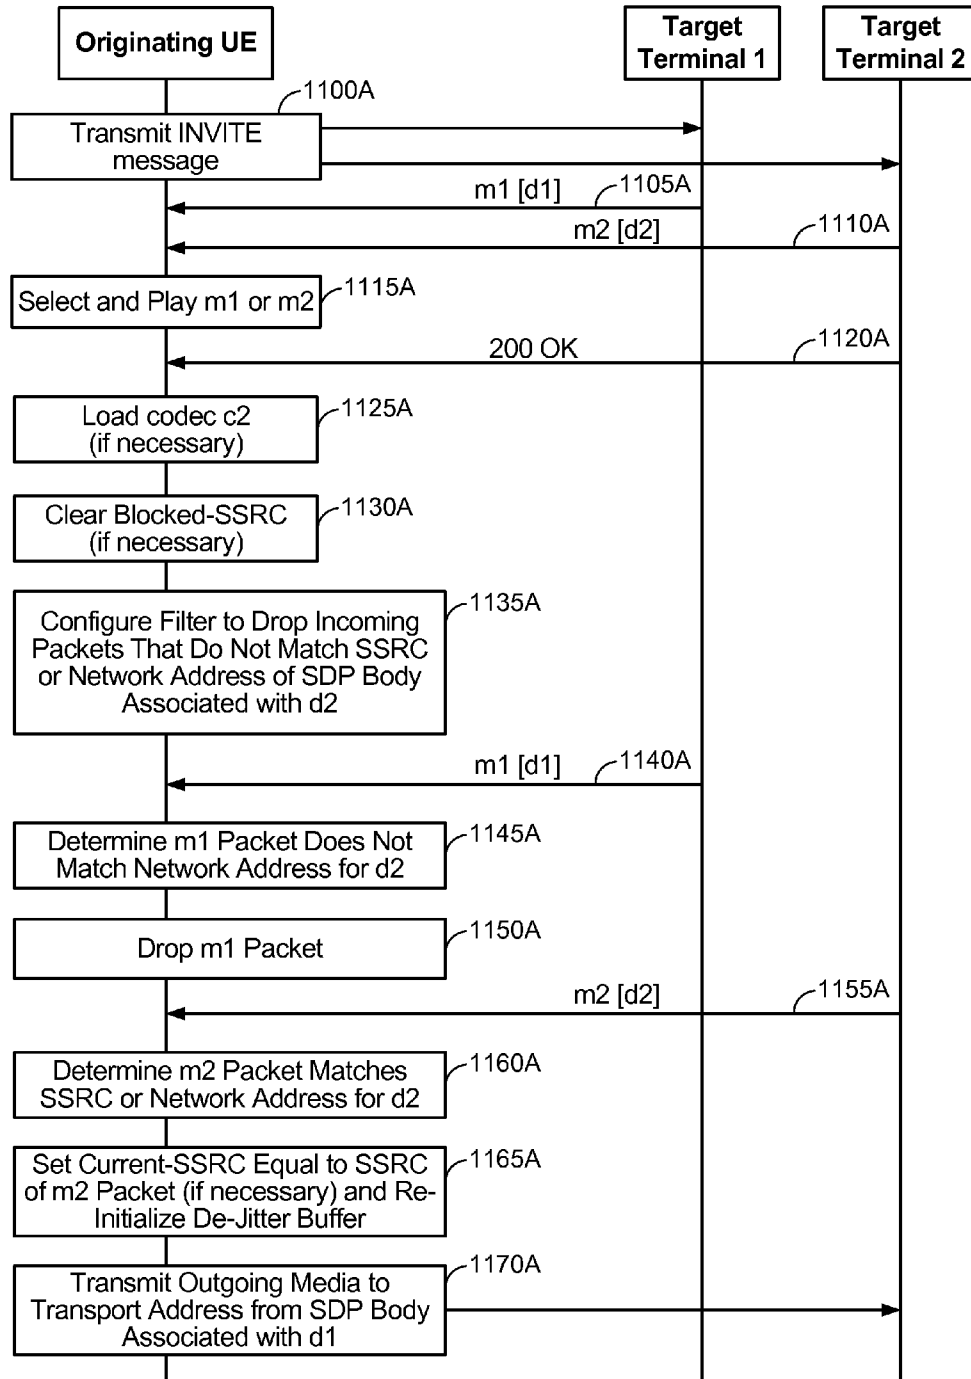 Originating UE
Target
Terminal 1
Target
Terminal 2
1100A
Transmit INVITE
message
m1 [d1]
1105A
m2 [d2]
1110A
Select and Play m1 or m2
1115A
200 OK
1120A
Load codec c2
(if necessary)
1125A
Clear Blocked-SSRC
(if necessary)
1130A
Configure Filter to Drop Incoming
Packets That Do Not Match SSRC
or Network Address of SDP Body
Associated with d2
1135A
m1 [d1]
1140A
Determine m1 Packet Does Not
Match Network Address for d2
1145A
Drop m1 Packet
1150A
m2 [d2]
1155A
Determine m2 Packet Matches
SSRC or Network Address for d2
1160A
Set Current-SSRC Equal to SSRC
of m2 Packet (if necessary) and Re-
Initialize De-Jitter Buffer
1165A
Transmit Outgoing Media to
Transport Address from SDP Body
Associated with d1
1170A